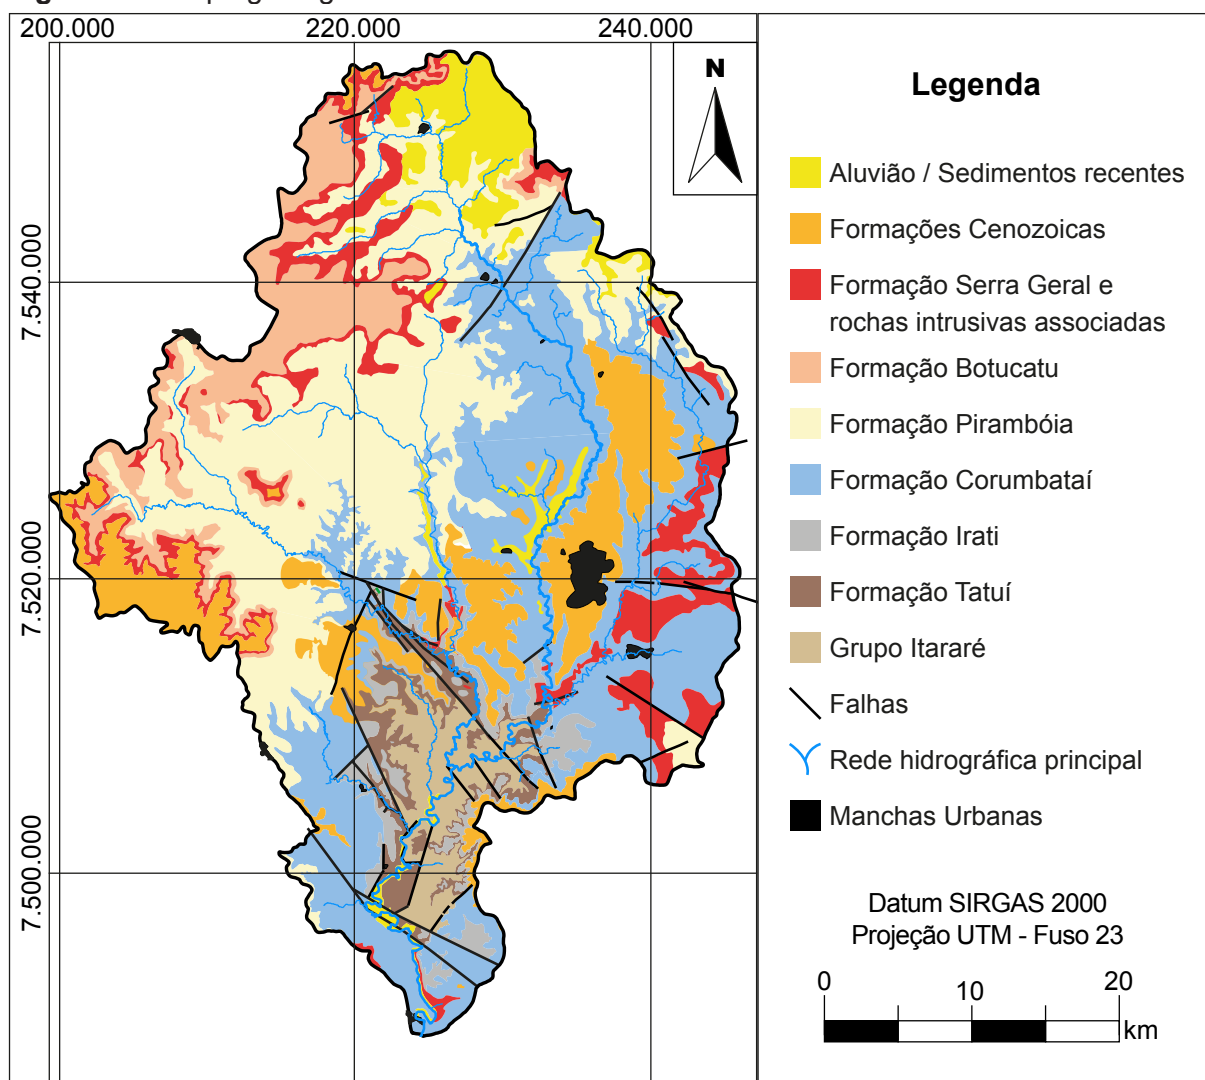 200.000
220.000
240.000
N
7.540.000
7.520.000
7.500.000
Legenda
Aluvião / Sedimentos recentes
Formações Cenozoicas
Formação Serra Geral e
rochas intrusivas associadas
Formação Botucatu
Formação Pirambóia
Formação Corumbataí
Formação Irati
Formação Tatuí
Grupo Itararé
Falhas
Rede hidrográfica principal
Manchas Urbanas
Datum SIRGAS 2000
Projeção UTM - Fuso 23
0
10
20
km